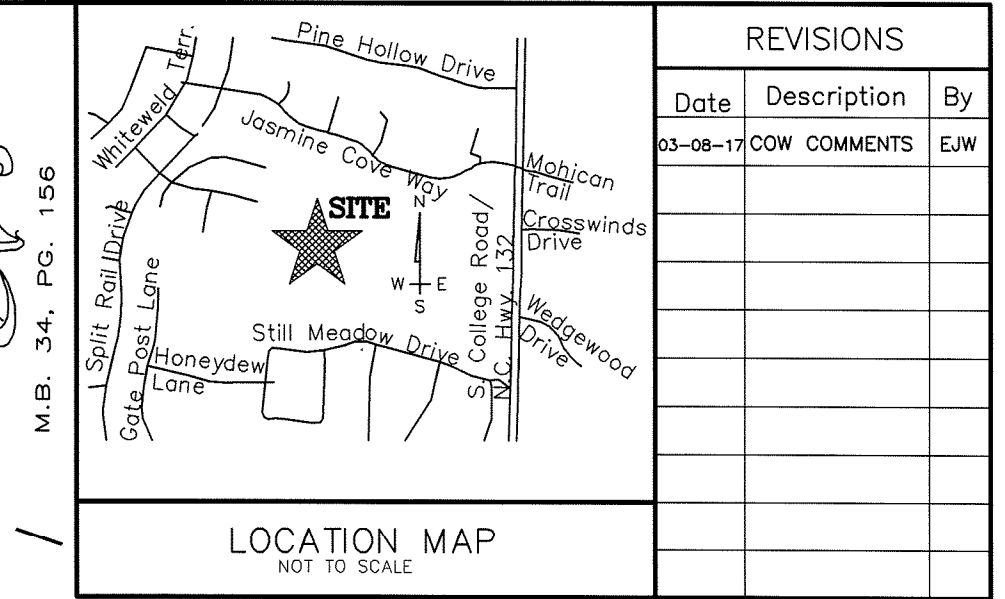 M.B. 34, PG. 156
Pine Hollow Drive
Whiteweld Terr.
Jasmine Cove Way
Mohican
Trail
SITE
N
W E
S
Crosswinds
Drive
S. College Road/
N.C. Hwy. 132
Split Rail Drive
Gate Post Lane
Still Meadow Drive
Honeydew
Lane
Wedgewood
Drive
LOCATION MAP
NOT TO SCALE
REVISIONS
Date Description By
03-08-17 COW COMMENTS EJW